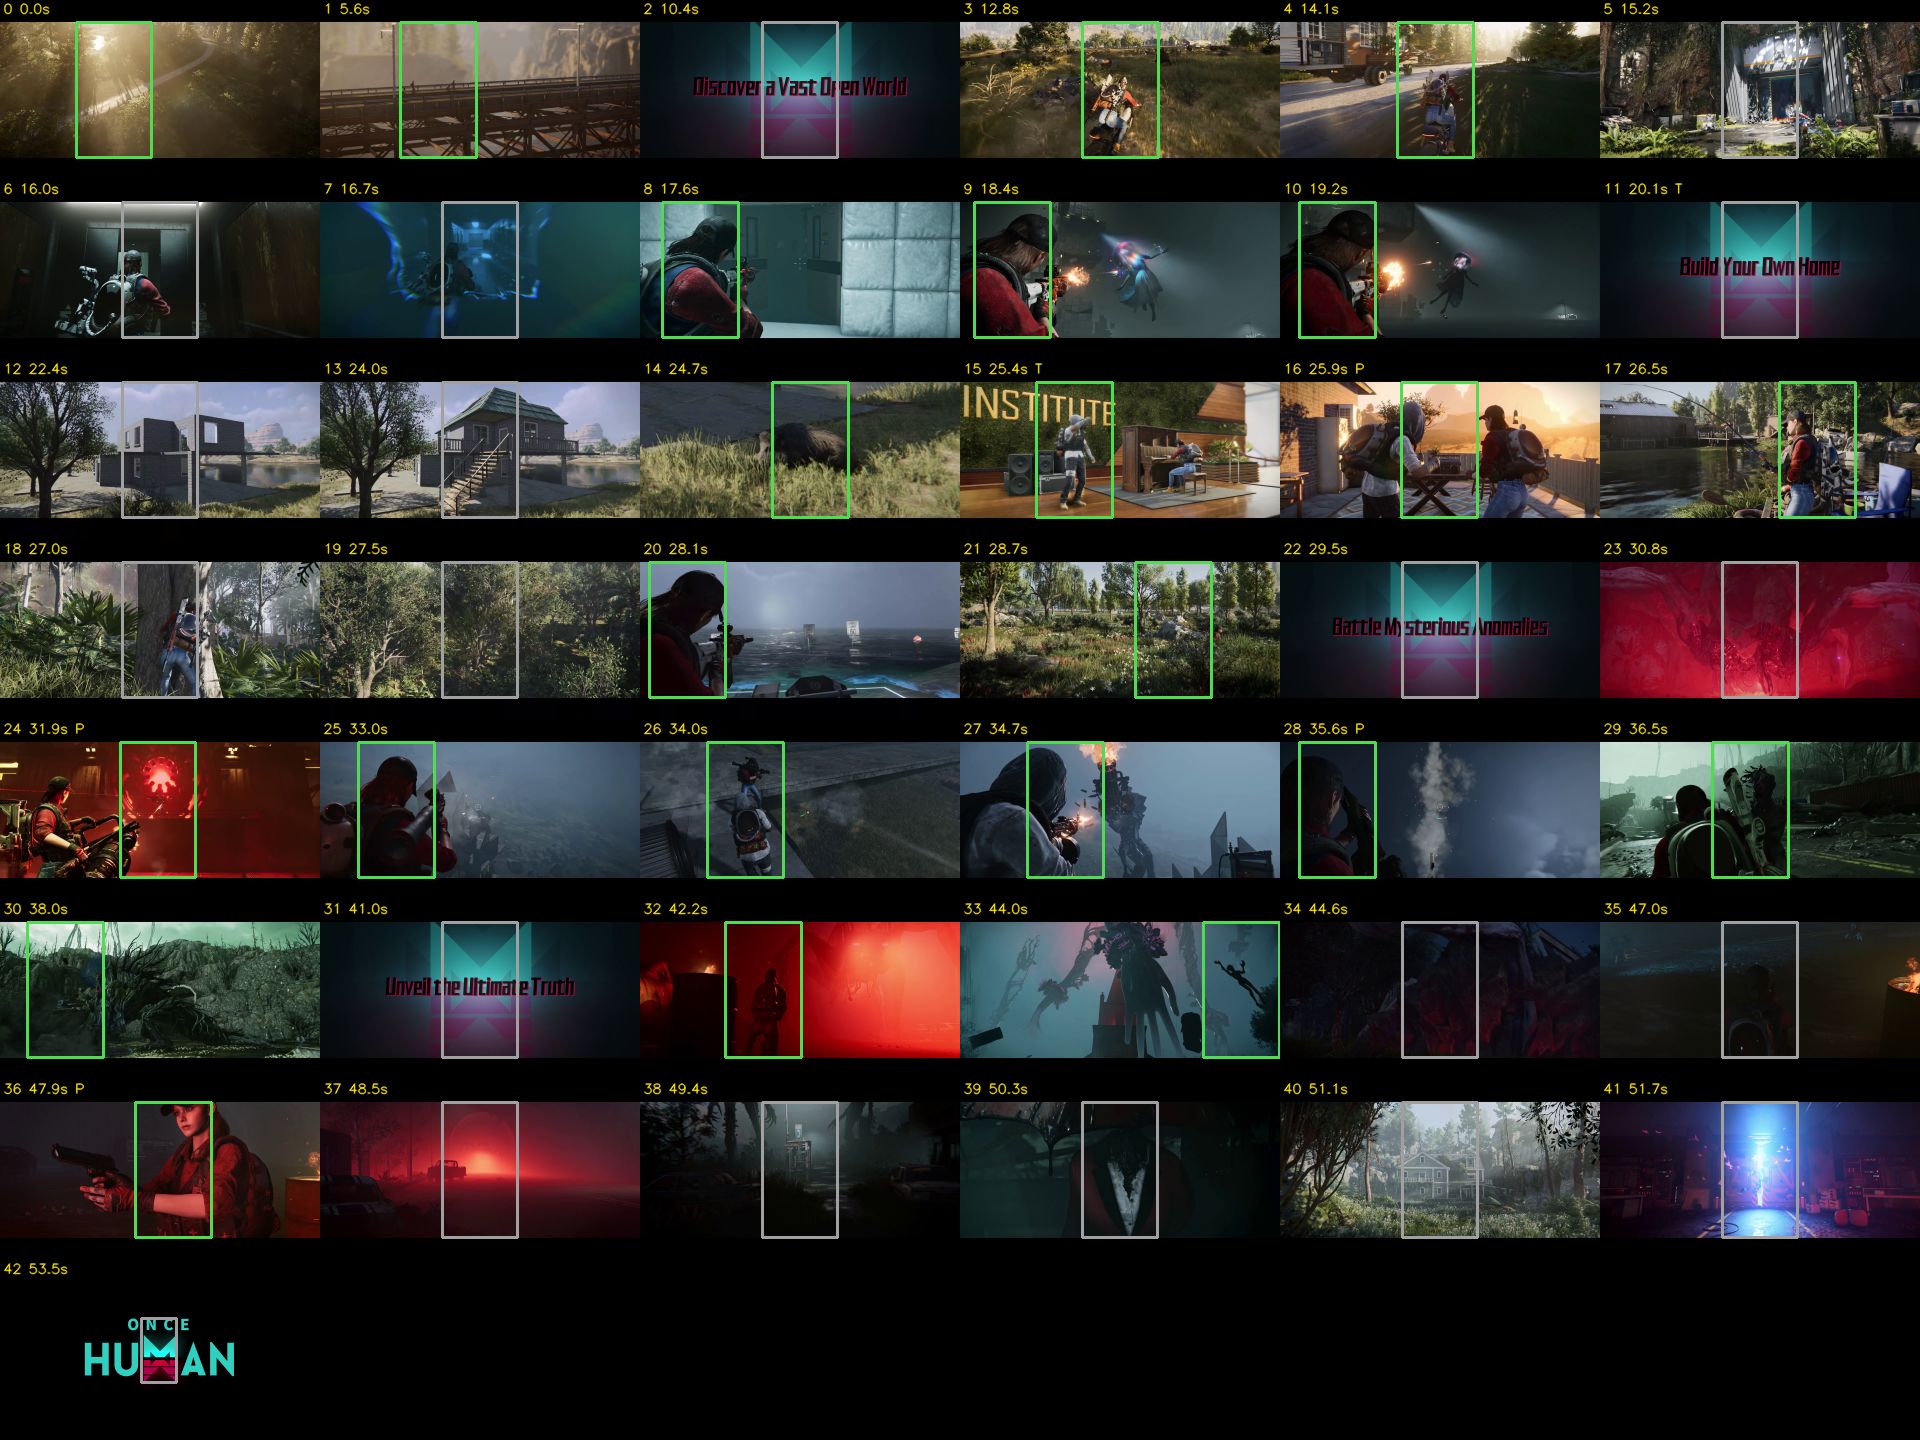 0 0.0s
1 5.6s
2 10.4s
3 12.8s
4 14.1s
5 15.2s
Discover a Vast Open World
6 16.0s
7 16.7s
8 17.6s
9 18.4s
10 19.2s
11 20.1s T
Build Your Own Home
12 22.4s
13 24.0s
14 24.7s
15 25.4s T
16 25.9s P
17 26.5s
INSTITUTE
18 27.0s
19 27.5s
20 28.1s
21 28.7s
22 29.5s
23 30.8s
Battle Mysterious Anomalies
24 31.9s P
25 33.0s
26 34.0s
27 34.7s
28 35.6s P
29 36.5s
30 38.0s
31 41.0s
32 42.2s
33 44.0s
34 44.6s
35 47.0s
Unveil the Ultimate Truth
36 47.9s P
37 48.5s
38 49.4s
39 50.3s
40 51.1s
41 51.7s
42 53.5s
ONCE
HUMAN